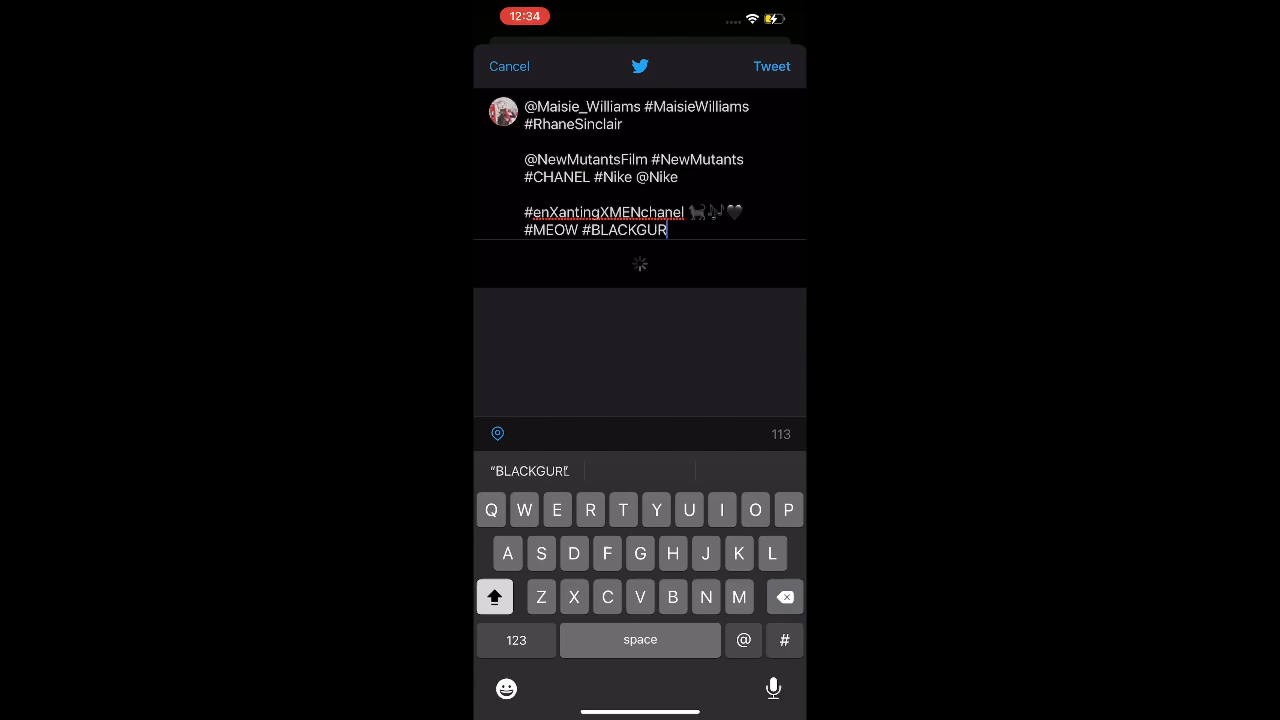 12:34
Cancel
Tweet
@Maisie_Williams #MaisieWilliams
#RhaneSinclair
@NewMutantsFilm #NewMutants
#CHANEL #Nike @Nike
#enXantingXMENchanel 🐈‍⬛🎶🖤
#MEOW #BLACKGUR
113
“BLACKGUR”
Q W E R T Y U I O P
A S D F G H J K L
Z X C V B N M
123 space @ #